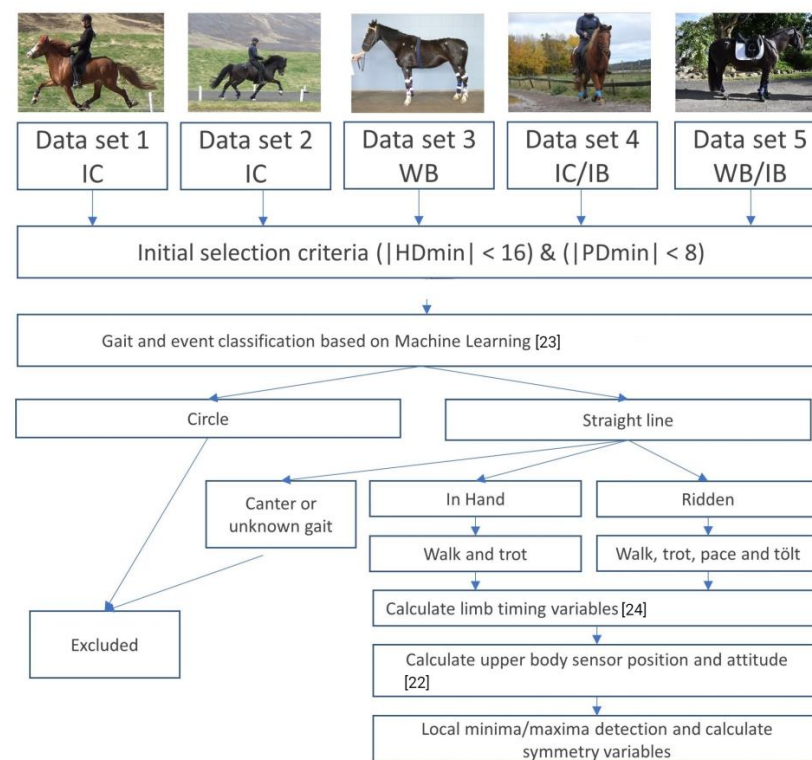 Data set 1
IC
Data set 2
IC
Data set 3
WB
Data set 4
IC/IB
Data set 5
WB/IB
Initial selection criteria (|HDmin| < 16) & (|PDmin| < 8)
Gait and event classification based on Machine Learning [23]
Circle
Straight line
Canter or
unknown gait
In Hand
Ridden
Walk and trot
Walk, trot, pace and tölt
Excluded
Calculate limb timing variables [24]
Calculate upper body sensor position and attitude
[22]
Local minima/maxima detection and calculate
symmetry variables